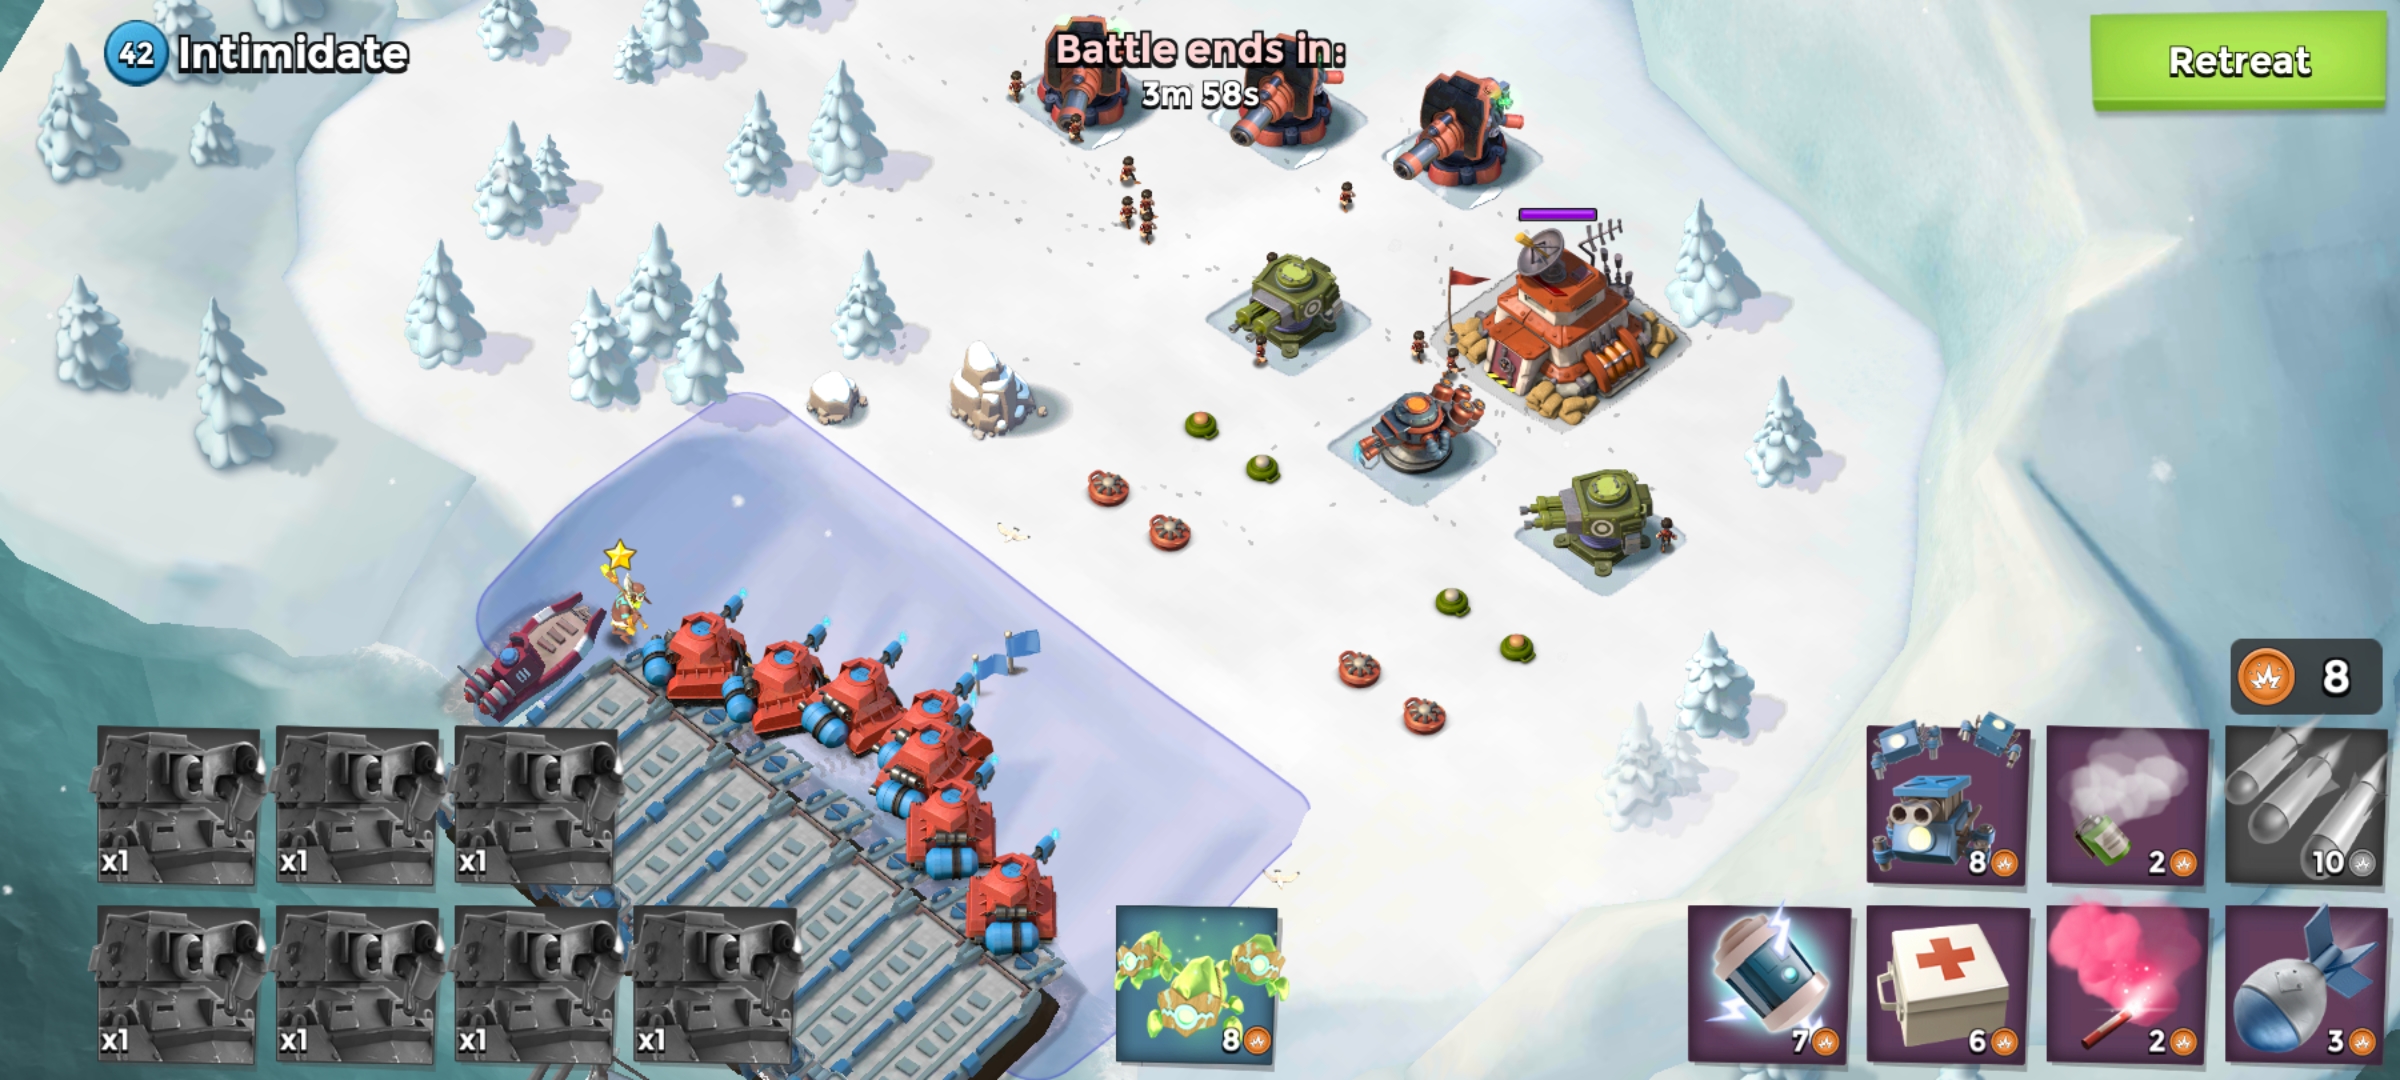 42 Intimidate
Battle ends in:
3m 58s
Retreat
8
8
2
10
x1
x1
x1
x1
x1
x1
x1
8
7
6
2
3